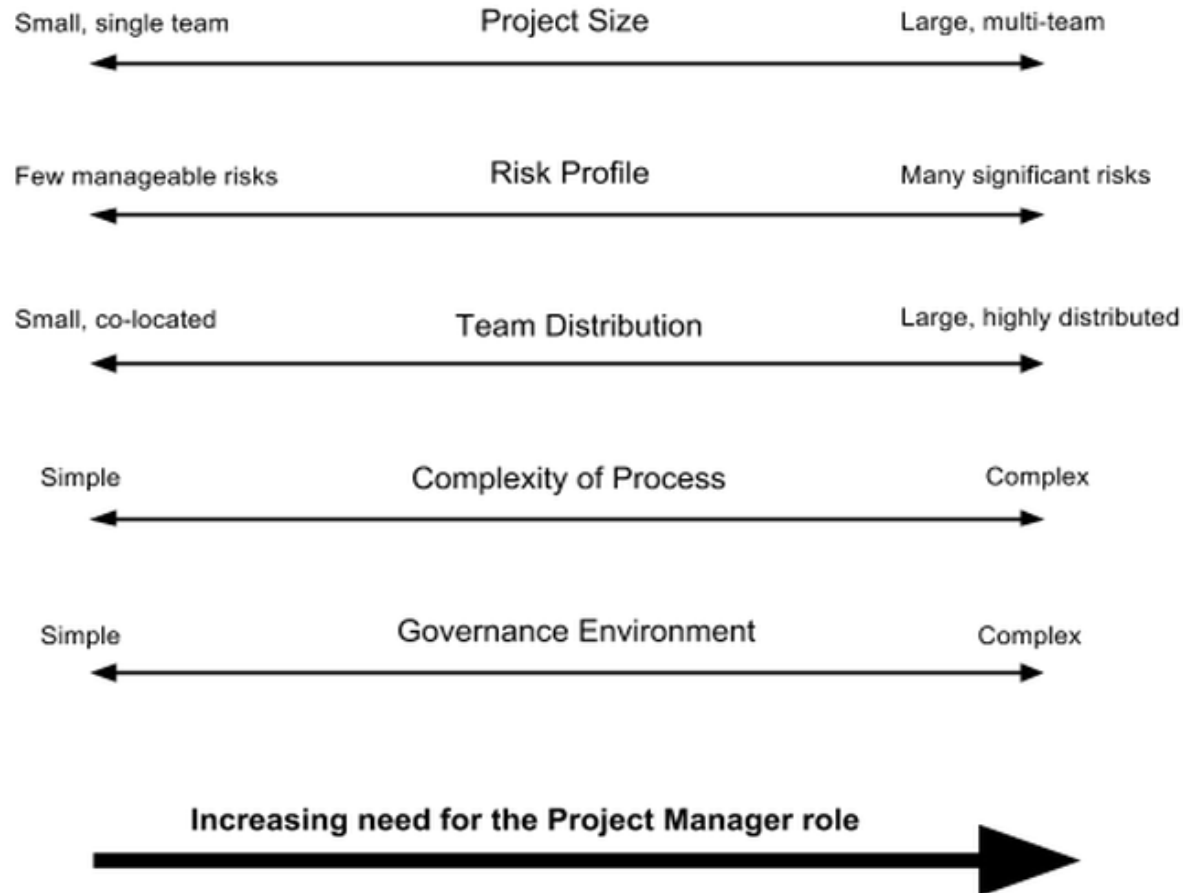 Small, single team
Project Size
Large, multi-team
Few manageable risks
Risk Profile
Many significant risks
Small, co-located
Team Distribution
Large, highly distributed
Simple
Complexity of Process
Complex
Simple
Governance Environment
Complex
Increasing need for the Project Manager role